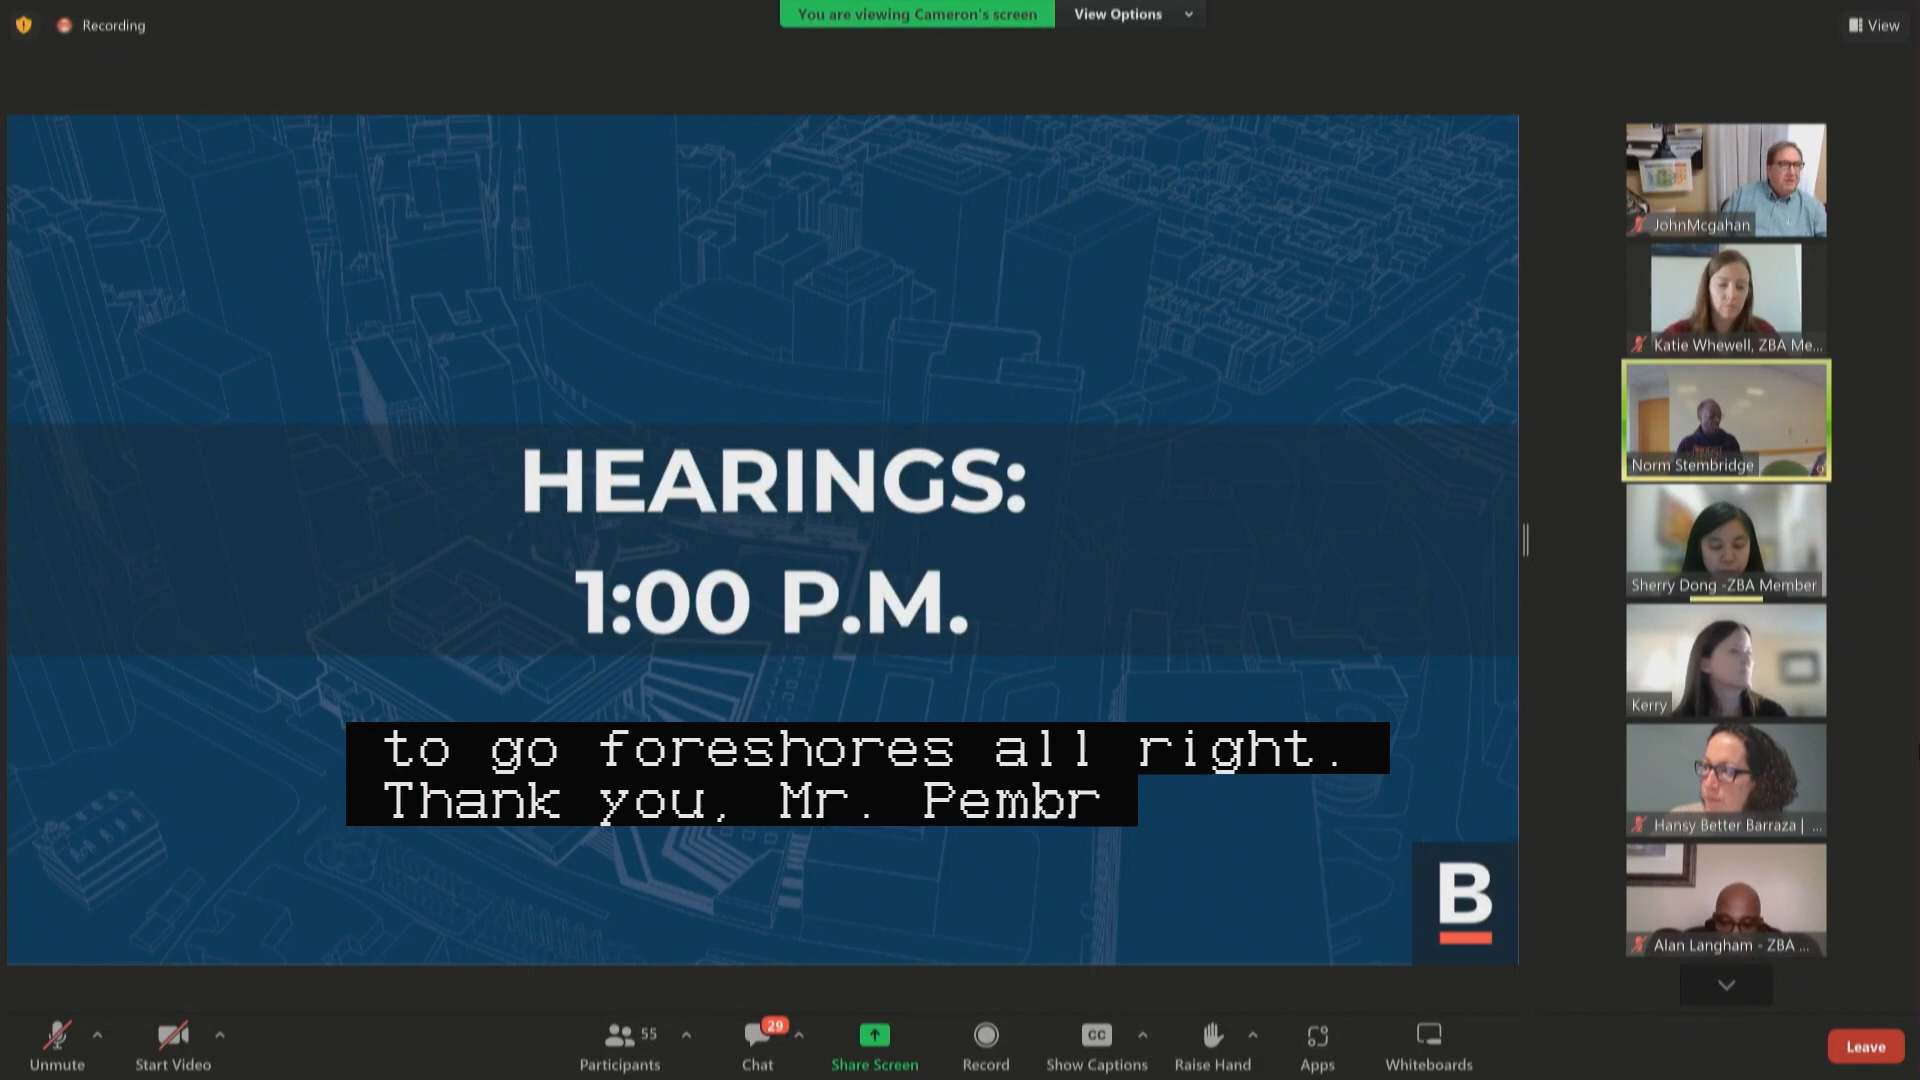 Recording
You are viewing Cameron's screen
View Options
View
HEARINGS:
1:00 P.M.
to go foreshores all right.
Thank you, Mr. Pembr
B
JohnMcgahan
Katie Whewell, ZBA Me...
Norm Stembridge
Sherry Dong -ZBA Member
Kerry
Hansy Better Barraza | ...
Alan Langham - ZBA ...
Unmute
Start Video
55
Participants
29
Chat
Share Screen
Record
CC
Show Captions
Raise Hand
Apps
Whiteboards
Leave